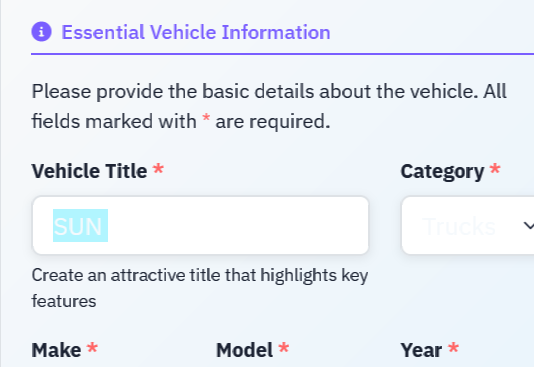 Essential Vehicle Information
Please provide the basic details about the vehicle. All
fields marked with * are required.
Vehicle Title * Category *
SUN Trucks
Create an attractive title that highlights key
features
Make * Model * Year *